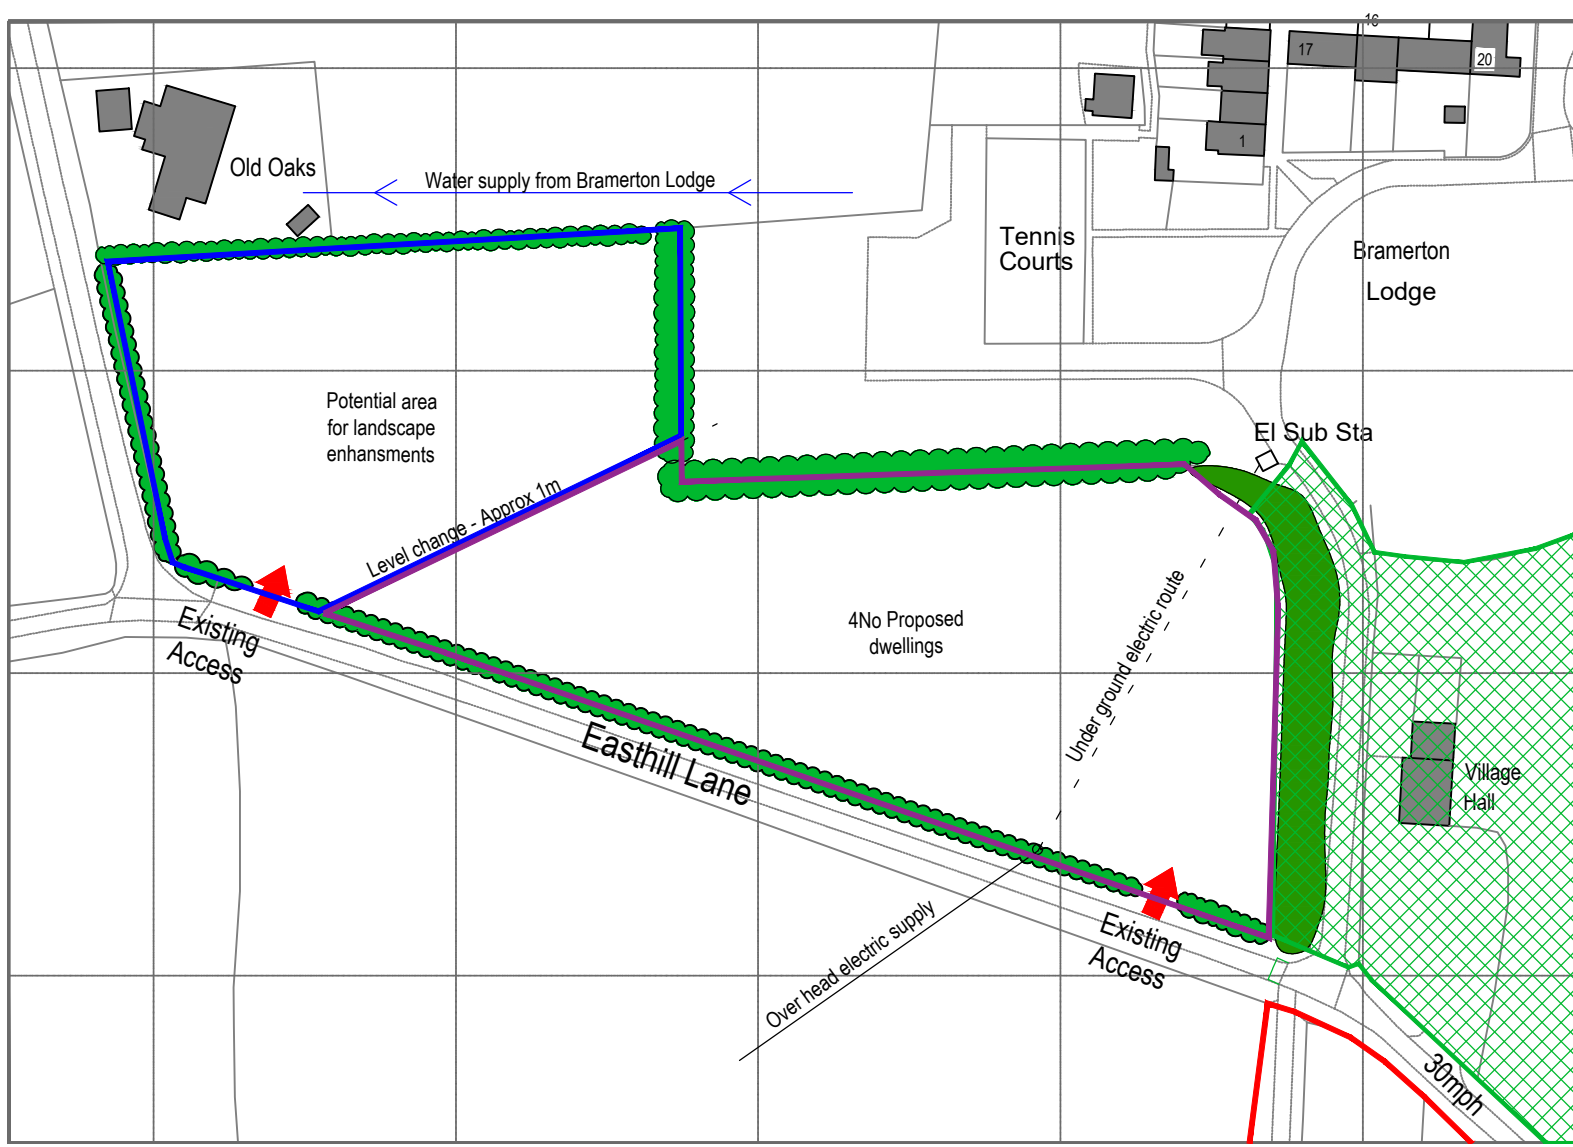 16
17
20
1
Old Oaks
Water supply from Bramerton Lodge
Tennis
Courts
Bramerton
Lodge
Potential area
for landscape
enhansments
El Sub Sta
Level change - Approx 1m
4No Proposed
dwellings
Under ground electric route
Existing
Access
Easthill Lane
Village
Hall
Over head electric supply
Existing
Access
30mph